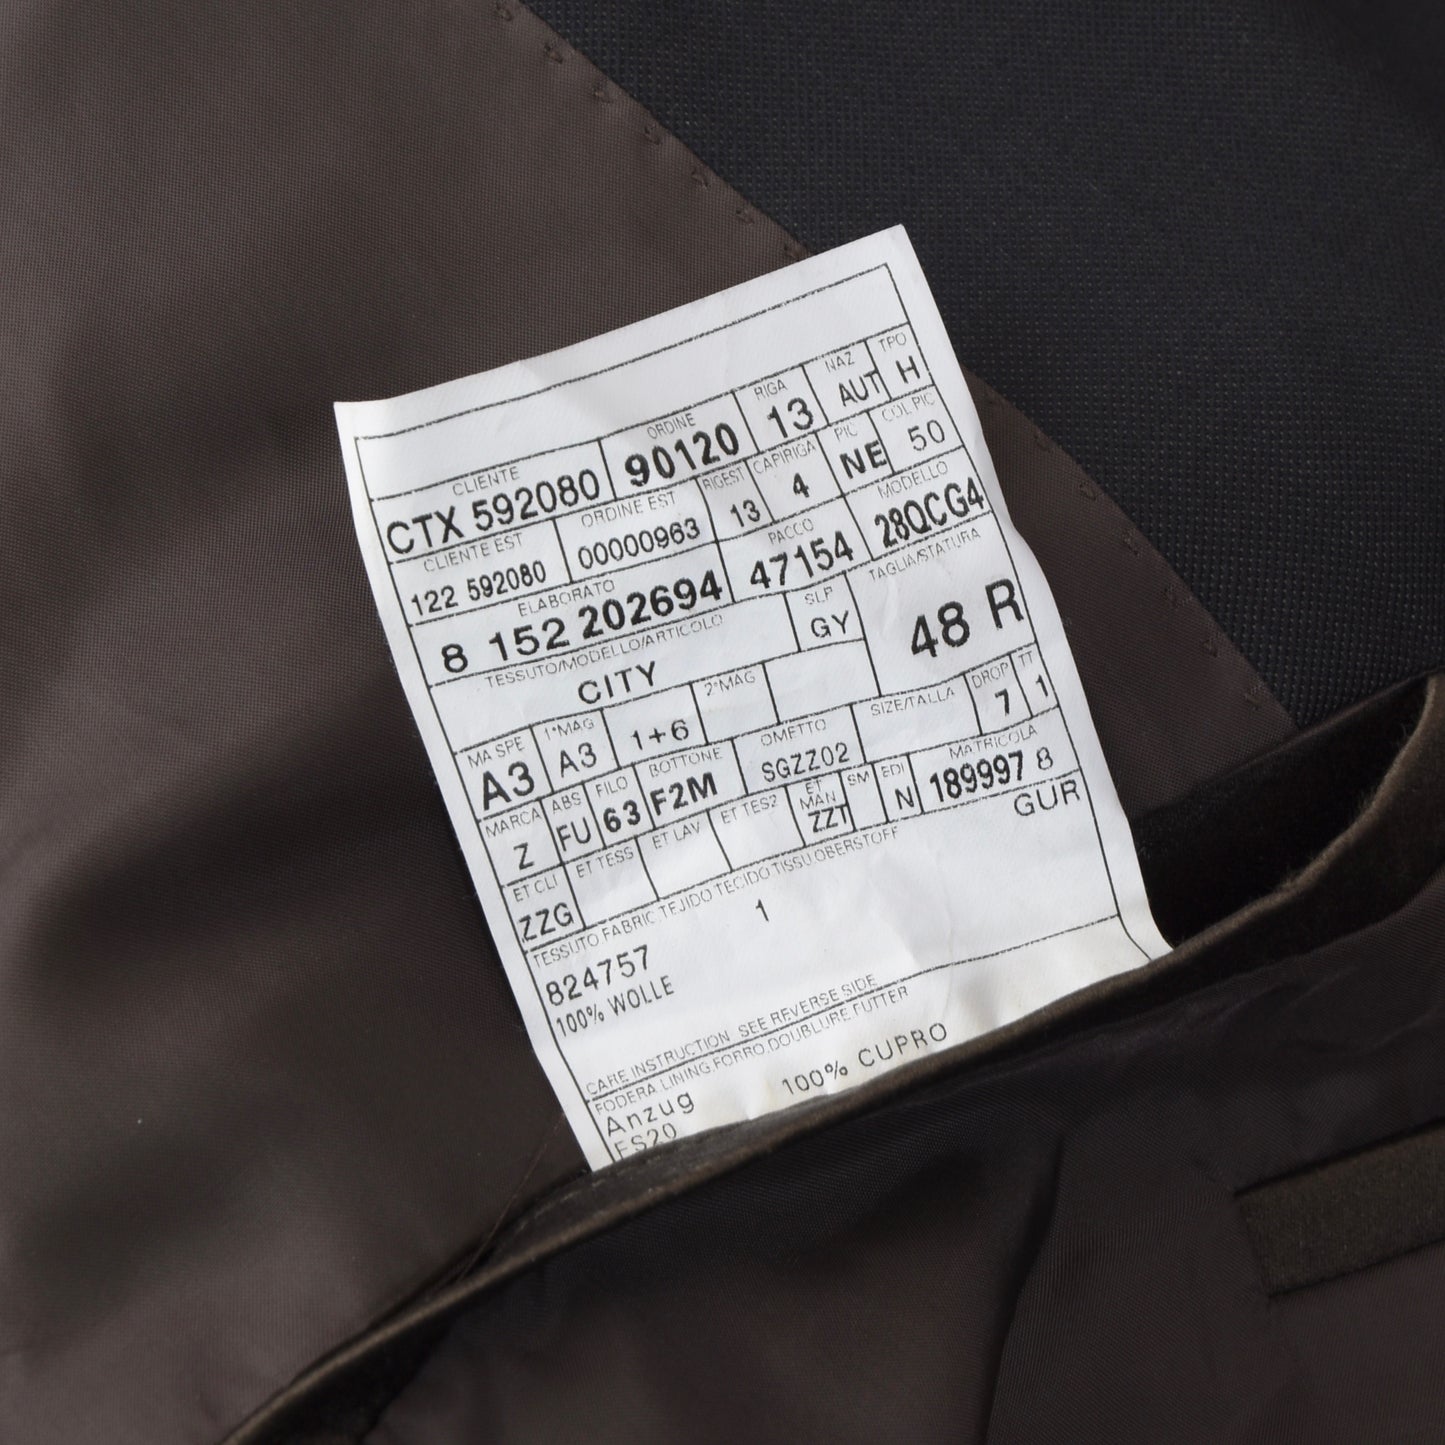 CLIENTE ORDINE RIGA NAZ TPO
CTX 592080 90120 13 AUT H
CLIENTE EST ORDINE EST RIGEST CAPIRIGA PIC COL PIC
122 592080 00000963 13 4 NE 50
ELABORATO PACCO MODELLO
8 152 202694 47154 28QCG4
TESSUTO/MODELLO/ARTICOLO SLP TAGLIA/STATURA
CITY GY 48 R
MA SPE 1°MAG 2°MAG SIZE/TALLA DROP TT
A3 A3 1+6 7 1
MARCA ABS FILO BOTTONE OMETTO MATRICOLA
Z FU 63 F2M SGZZ02 189997 8
ET CLI ET TESS ET LAV ET TES2 ET MAN SM EDI
ZZG ZZT N GUR
TESSUTO FABRIC.TEJIDO TECIDO TISSU.OBERSTOFF
824757 1
100% WOLLE
CARE INSTRUCTION SEE REVERSE SIDE
FODERA LINING FORRO.DOUBLURE FUTTER
Anzug 100% CUPRO
FS20